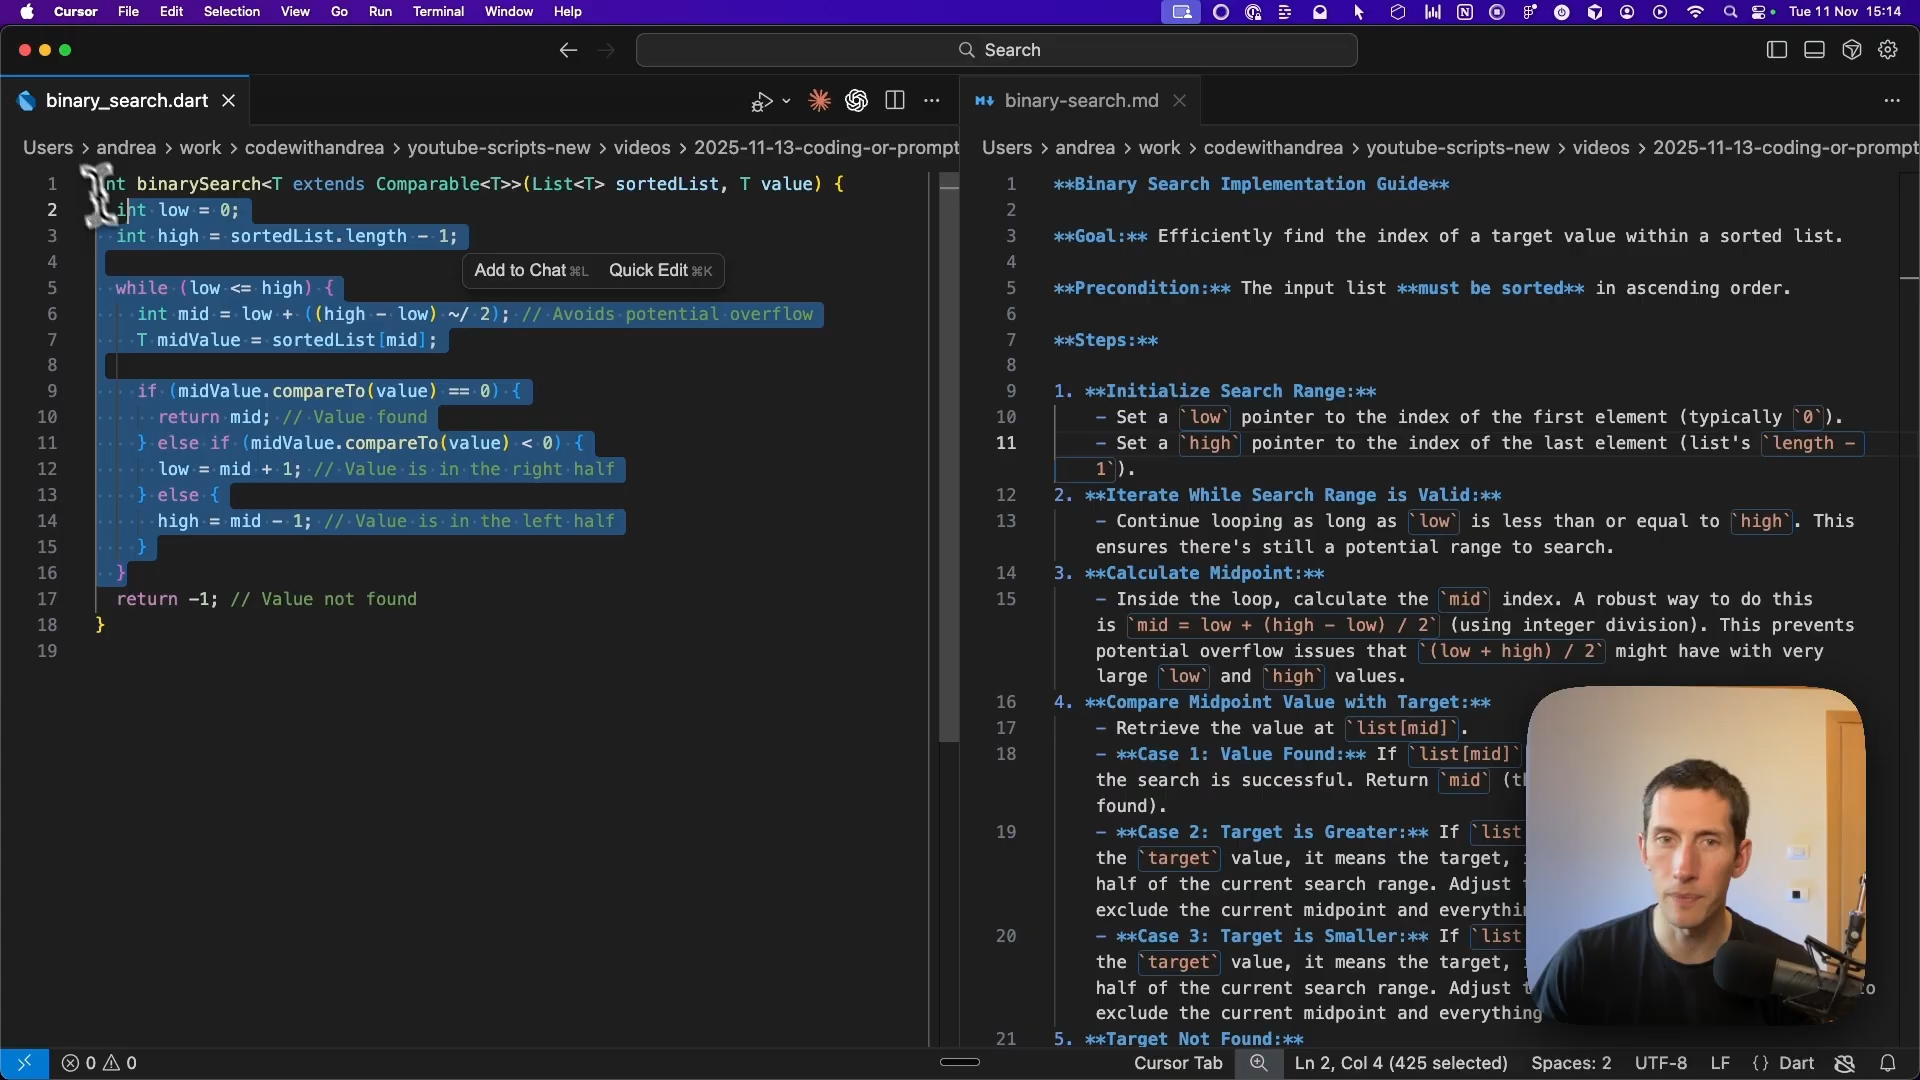 Cursor File Edit Selection View Go Run Terminal Window Help Tue 11 Nov 15:14
Search
binary_search.dart
binary-search.md
Users > andrea > work > codewithandrea > youtube-scripts-new > videos > 2025-11-13-coding-or-prompt
1 int binarySearch<T extends Comparable<T>>(List<T> sortedList, T value) {
2 int low = 0;
3 int high = sortedList.length - 1;
4
Add to Chat ⌘L Quick Edit ⌘K
5 while (low <= high) {
6 int mid = low + ((high - low) ~/ 2); // Avoids potential overflow
7 T midValue = sortedList[mid];
8
9 if (midValue.compareTo(value) == 0) {
10 return mid; // Value found
11 } else if (midValue.compareTo(value) < 0) {
12 low = mid + 1; // Value is in the right half
13 } else {
14 high = mid - 1; // Value is in the left half
15 }
16 }
17 return -1; // Value not found
18 }
19
Users > andrea > work > codewithandrea > youtube-scripts-new > videos > 2025-11-13-coding-or-prompt
1 **Binary Search Implementation Guide**
2
3 **Goal:** Efficiently find the index of a target value within a sorted list.
4
5 **Precondition:** The input list **must be sorted** in ascending order.
6
7 **Steps:**
8
9 1. **Initialize Search Range:**
10 - Set a `low` pointer to the index of the first element (typically `0`).
11 - Set a `high` pointer to the index of the last element (list's `length -
1`).
12 2. **Iterate While Search Range is Valid:**
13 - Continue looping as long as `low` is less than or equal to `high`. This
ensures there's still a potential range to search.
14 3. **Calculate Midpoint:**
15 - Inside the loop, calculate the `mid` index. A robust way to do this
is `mid = low + (high - low) / 2` (using integer division). This prevents
potential overflow issues that `(low + high) / 2` might have with very
large `low` and `high` values.
16 4. **Compare Midpoint Value with Target:**
17 - Retrieve the value at `list[mid]`.
18 - **Case 1: Value Found:** If `list[mid]`
the search is successful. Return `mid`
found).
19 - **Case 2: Target is Greater:** If `list
the `target` value, it means the target,
half of the current search range. Adjust
exclude the current midpoint and
20 - **Case 3: Target is Smaller:** If `list
the `target` value, it means the target,
half of the current search range. Adjust
exclude the current midpoint and everything
21 5. **Target Not Found:**
0 0 Cursor Tab Ln 2, Col 4 (425 selected) Spaces: 2 UTF-8 LF {} Dart